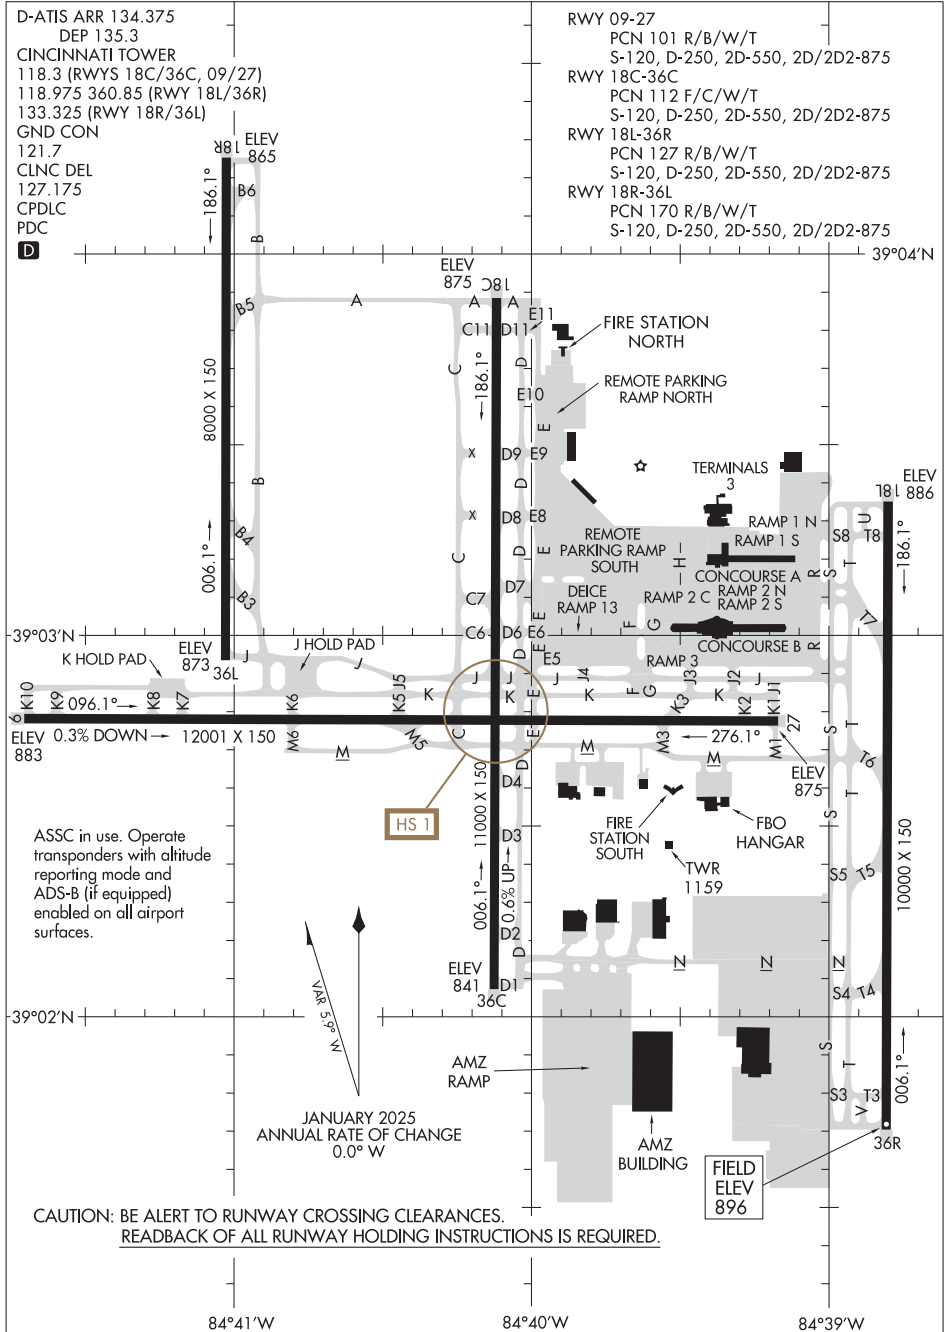 D-ATIS ARR 134.375
DEP 135.3
CINCINNATI TOWER
118.3 (RWYS 18C/36C, 09/27)
118.975 360.85 (RWY 18L/36R)
133.325 (RWY 18R/36L)
GND CON
121.7
CLNC DEL
127.175
CPDLC
PDC
D
RWY 09-27
PCN 101 R/B/W/T
S-120, D-250, 2D-550, 2D/2D2-875
RWY 18C-36C
PCN 112 F/C/W/T
S-120, D-250, 2D-550, 2D/2D2-875
RWY 18L-36R
PCN 127 R/B/W/T
S-120, D-250, 2D-550, 2D/2D2-875
RWY 18R-36L
PCN 170 R/B/W/T
S-120, D-250, 2D-550, 2D/2D2-875
18R
ELEV
865
186.1°
B6
B
39°04'N
ELEV
875
18C
B5
A
A
A
C11
D11
E11
FIRE STATION
NORTH
8000 X 150
C
186.1°
D
E10
REMOTE PARKING
RAMP NORTH
E
X
D9
E9
B
D
TERMINALS
3
18L
ELEV
886
X
D8
E8
RAMP 1 N
U
S8
T8
006.1°
B4
C
D
E
REMOTE
PARKING RAMP
SOUTH
H
RAMP 1 S
CONCOURSE A
R
S
T
186.1°
B3
C7
D7
E
DEICE
RAMP 13
RAMP 2 C
RAMP 2 N
RAMP 2 S
T7
39°03'N
C6
D6
E6
F
G
CONCOURSE B
R
K HOLD PAD
J HOLD PAD
ELEV
873
36L
J
J
D
E
E5
RAMP 3
K10
K9
K8
K7
K6
K5
J5
K
J
J
K
E
J
J4
K
F
G
J3
K3
K
J2
J
K2
J1
K1
9
096.1°
27
ELEV
883
0.3% DOWN
12001 X 150
M6
M
M5
C
E
D
M
M3
M
276.1°
M1
S
T
T6
ELEV
875
11000 X 150
D4
T
HS 1
FIRE
STATION
SOUTH
FBO
HANGAR
S
D3
TWR
1159
S5
T5
10000 X 150
ASSC in use. Operate
transponders with altitude
reporting mode and
ADS-B (if equipped)
enabled on all airport
surfaces.
006.1°
0.6% UP
D2
D
N
N
N
ELEV
841
36C
D1
S4
T4
VAR 5.9° W
39°02'N
S
T
006.1°
AMZ
RAMP
S3
T3
V
JANUARY 2025
ANNUAL RATE OF CHANGE
0.0° W
AMZ
BUILDING
36R
FIELD
ELEV
896
CAUTION: BE ALERT TO RUNWAY CROSSING CLEARANCES.
READBACK OF ALL RUNWAY HOLDING INSTRUCTIONS IS REQUIRED.
84°41'W
84°40'W
84°39'W